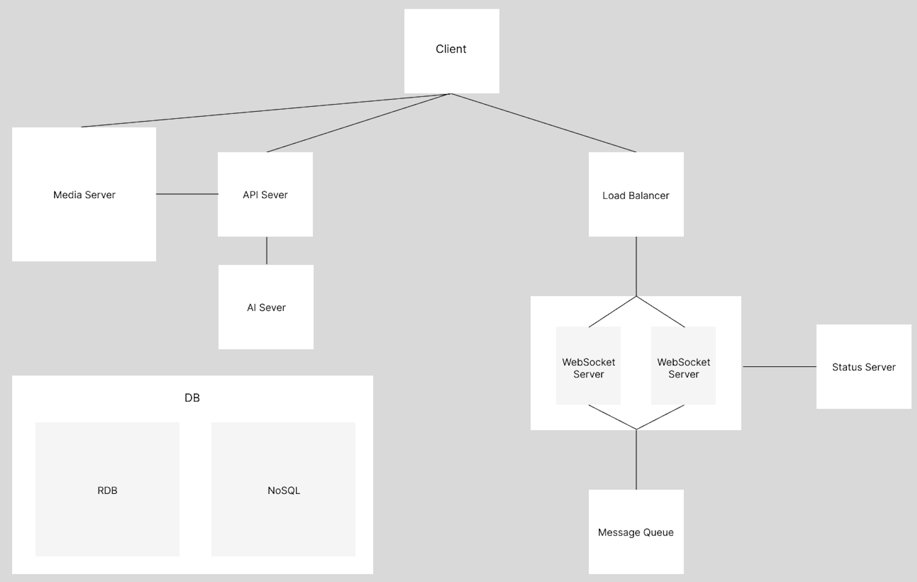 Client
Media Server
API Sever
Load Balancer
AI Sever
WebSocket
Server
WebSocket
Server
Status Server
DB
RDB
NoSQL
Message Queue